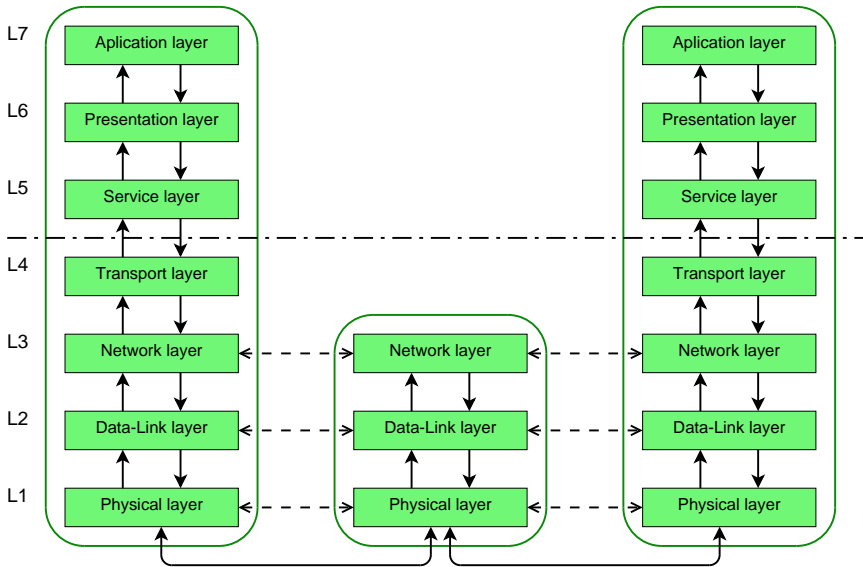 L7
Aplication layer
Aplication layer
L6
Presentation layer
Presentation layer
L5
Service layer
Service layer
L4
Transport layer
Transport layer
L3
Network layer
Network layer
Network layer
L2
Data-Link layer
Data-Link layer
Data-Link layer
L1
Physical layer
Physical layer
Physical layer